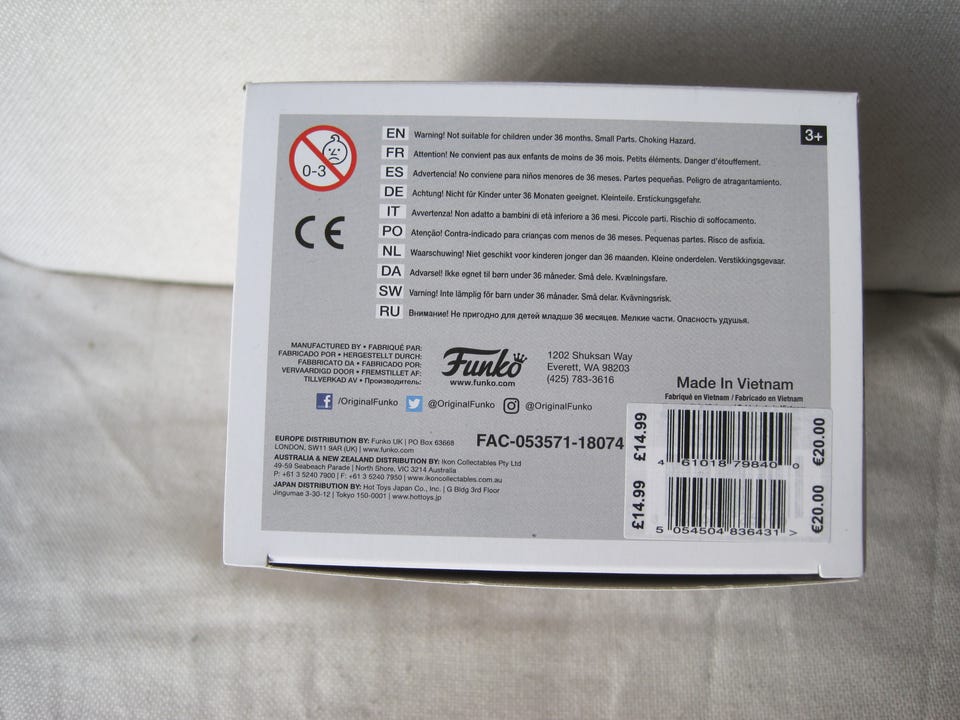 0-3
3+
EN Warning! Not suitable for children under 36 months. Small Parts. Choking Hazard.
FR Attention! Ne convient pas aux enfants de moins de 36 mois. Petits éléments. Danger d'étouffement.
ES Advertencia! No conviene para niños menores de 36 meses. Partes pequeñas. Peligro de atragantamiento.
DE Achtung! Nicht für Kinder unter 36 Monaten geeignet. Kleinteile. Erstickungsgefahr.
IT Avvertenza! Non adatto a bambini di età inferiore a 36 mesi. Piccole parti. Rischio di soffocamento.
PO Atenção! Contra-indicado para crianças com menos de 36 meses. Pequenas partes. Risco de asfixia.
NL Waarschuwing! Niet geschikt voor kinderen jonger dan 36 maanden. Kleine onderdelen. Verstikkingsgevaar.
DA Advarsel! Ikke egnet til børn under 36 måneder. Små dele. Kvælningsfare.
SW Varning! Inte lämplig för barn under 36 månader. Små delar. Kvävningsrisk.
RU Внимание! Не пригодно для детей младше 36 месяцев. Мелкие части. Опасность удушья.
CE
MANUFACTURED BY • FABRIQUÉ PAR:
FABRICADO POR • HERGESTELLT DURCH:
FABBRICATO DA • FABRICADO POR:
VERVAARDIGD DOOR • FREMSTILLET AF:
TILLVERKAD AV • Производитель:
Funko
www.funko.com
1202 Shuksan Way
Everett, WA 98203
(425) 783-3616
Made In Vietnam
Fabriqué en Vietnam / Fabricado en Vietnam
/OriginalFunko @OriginalFunko @OriginalFunko
EUROPE DISTRIBUTION BY: Funko UK | PO Box 63668
LONDON, SW11 9AR (UK) | www.funko.com
AUSTRALIA & NEW ZEALAND DISTRIBUTION BY: Ikon Collectables Pty Ltd
49-59 Seabeach Parade | North Shore, VIC 3214 Australia
P: +61 3 5240 7900 | F: +61 3 5240 7950 | www.ikoncollectables.com.au
JAPAN DISTRIBUTION BY: Hot Toys Japan Co., Inc. | G Bldg 3rd Floor
Jingumae 3-30-12 | Tokyo 150-0001 | www.hottoys.jp
FAC-053571-18074
£14.99
4 61018 79840 0
€20.00
£14.99
5 054504 836431 >
€20.00